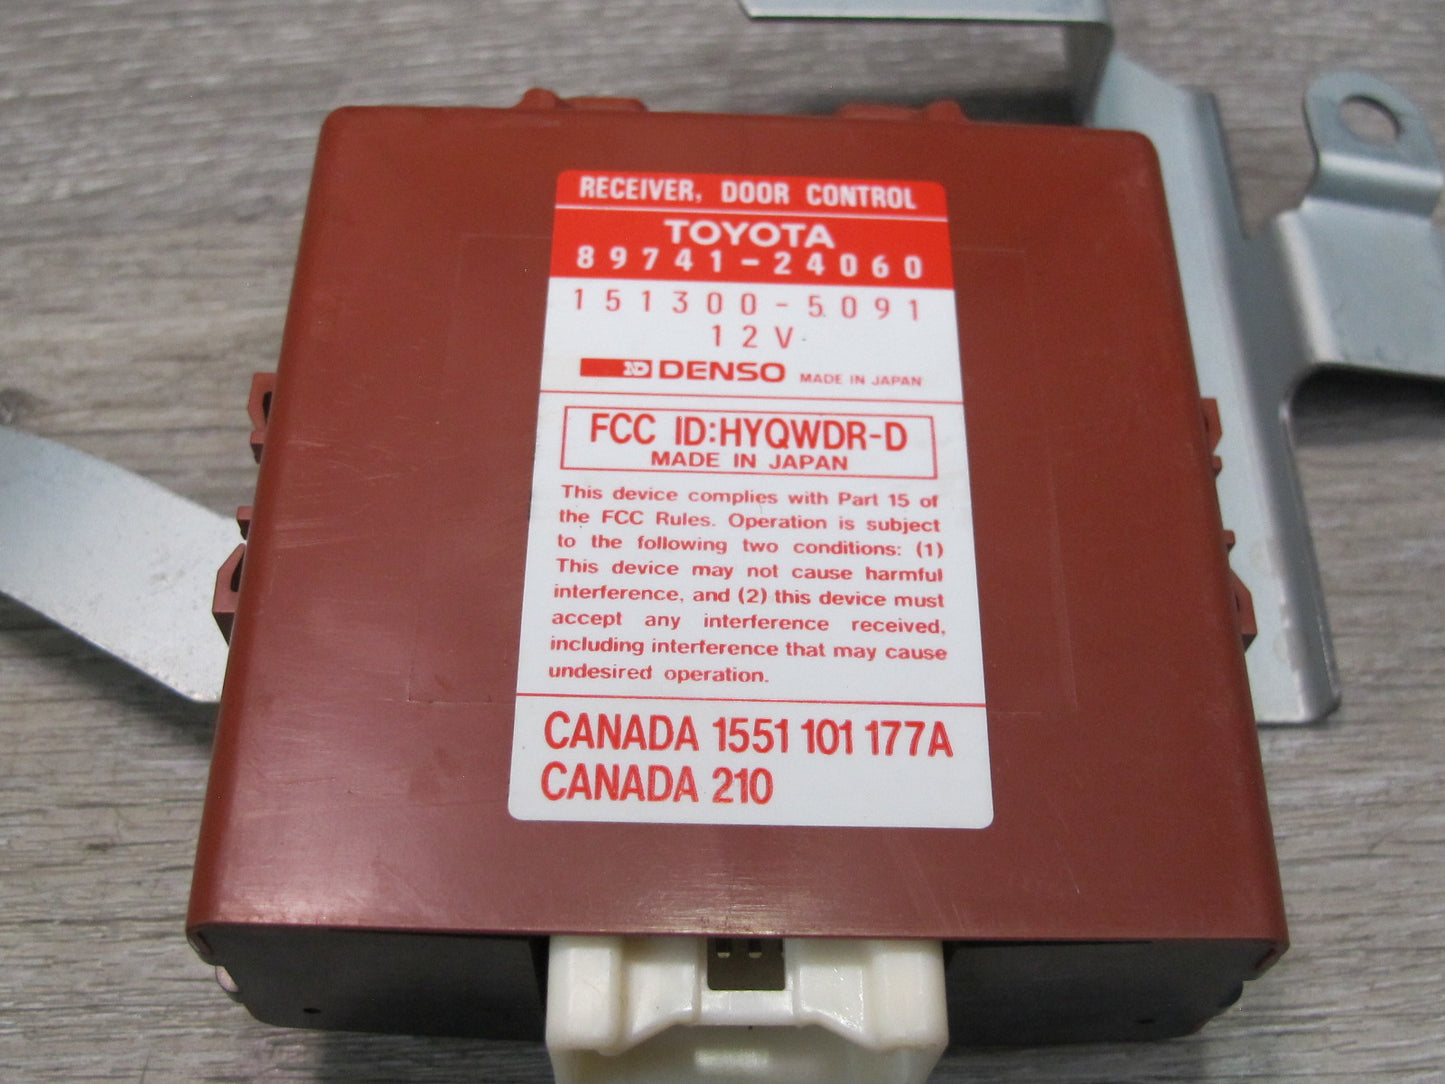 RECEIVER, DOOR CONTROL
TOYOTA
89741-24060
151300-5091
12V
ND DENSO MADE IN JAPAN
FCC ID:HYQWDR-D
MADE IN JAPAN
This device complies with Part 15 of
the FCC Rules. Operation is subject
to the following two conditions: (1)
This device may not cause harmful
interference, and (2) this device must
accept any interference received,
including interference that may cause
undesired operation.
CANADA 1551 101 177A
CANADA 210